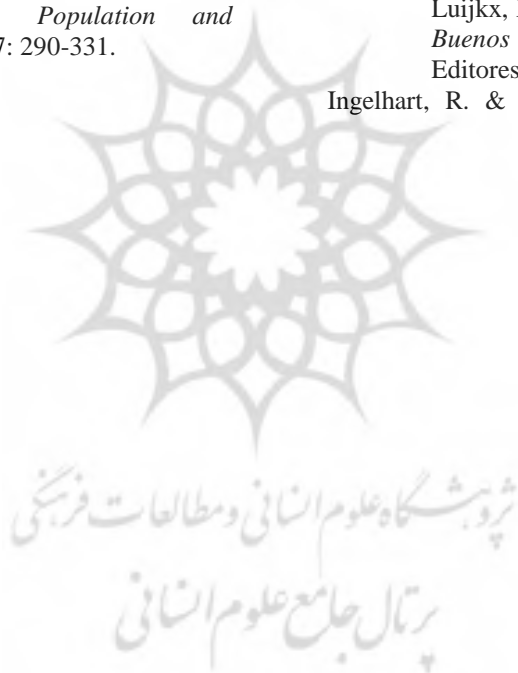 Population and
7: 290-331.
Luijkx,
Buenos
Editores
Ingelhart, R. &
پژوهشگاه علوم انسانی و مطالعات فرهنگی
پرتال جامع علوم انسانی